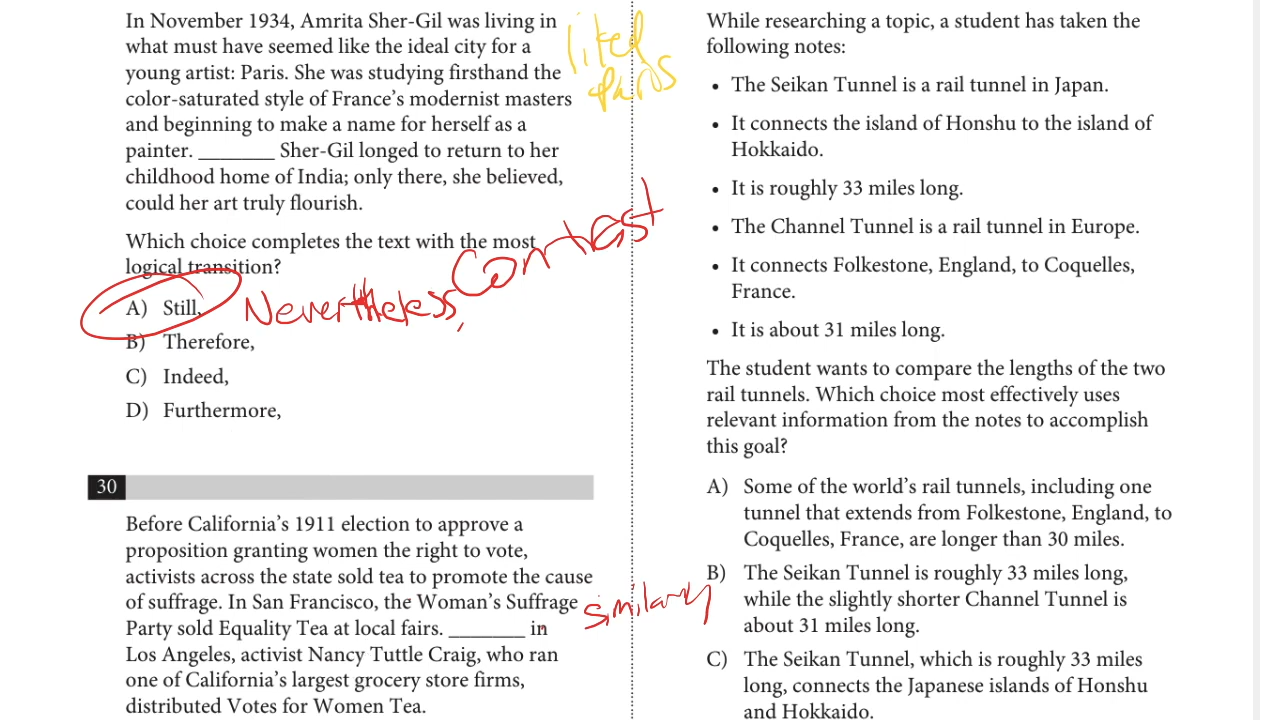 In November 1934, Amrita Sher-Gil was living in
what must have seemed like the ideal city for a
young artist: Paris. She was studying firsthand the
color-saturated style of France's modernist masters
and beginning to make a name for herself as a
painter. _______ Sher-Gil longed to return to her
childhood home of India; only there, she believed,
could her art truly flourish.
liked
paris
Which choice completes the text with the most
logical transition?
A) Still,
Nevertheless,
Contrast
B) Therefore,
C) Indeed,
D) Furthermore,
30
Before California's 1911 election to approve a
proposition granting women the right to vote,
activists across the state sold tea to promote the cause
of suffrage. In San Francisco, the Woman's Suffrage
Party sold Equality Tea at local fairs. _______ in
Los Angeles, activist Nancy Tuttle Craig, who ran
one of California's largest grocery store firms,
distributed Votes for Women Tea.
similarly
While researching a topic, a student has taken the
following notes:
• The Seikan Tunnel is a rail tunnel in Japan.
• It connects the island of Honshu to the island of
Hokkaido.
• It is roughly 33 miles long.
• The Channel Tunnel is a rail tunnel in Europe.
• It connects Folkestone, England, to Coquelles,
France.
• It is about 31 miles long.
The student wants to compare the lengths of the two
rail tunnels. Which choice most effectively uses
relevant information from the notes to accomplish
this goal?
A) Some of the world's rail tunnels, including one
tunnel that extends from Folkestone, England, to
Coquelles, France, are longer than 30 miles.
B) The Seikan Tunnel is roughly 33 miles long,
while the slightly shorter Channel Tunnel is
about 31 miles long.
C) The Seikan Tunnel, which is roughly 33 miles
long, connects the Japanese islands of Honshu
and Hokkaido.